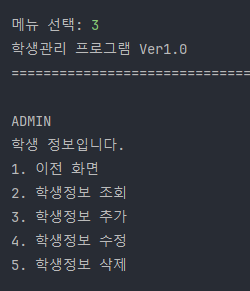 메뉴 선택: 3
학생관리 프로그램 Ver1.0
==============================
ADMIN
학생 정보입니다.
1. 이전 화면
2. 학생정보 조회
3. 학생정보 추가
4. 학생정보 수정
5. 학생정보 삭제